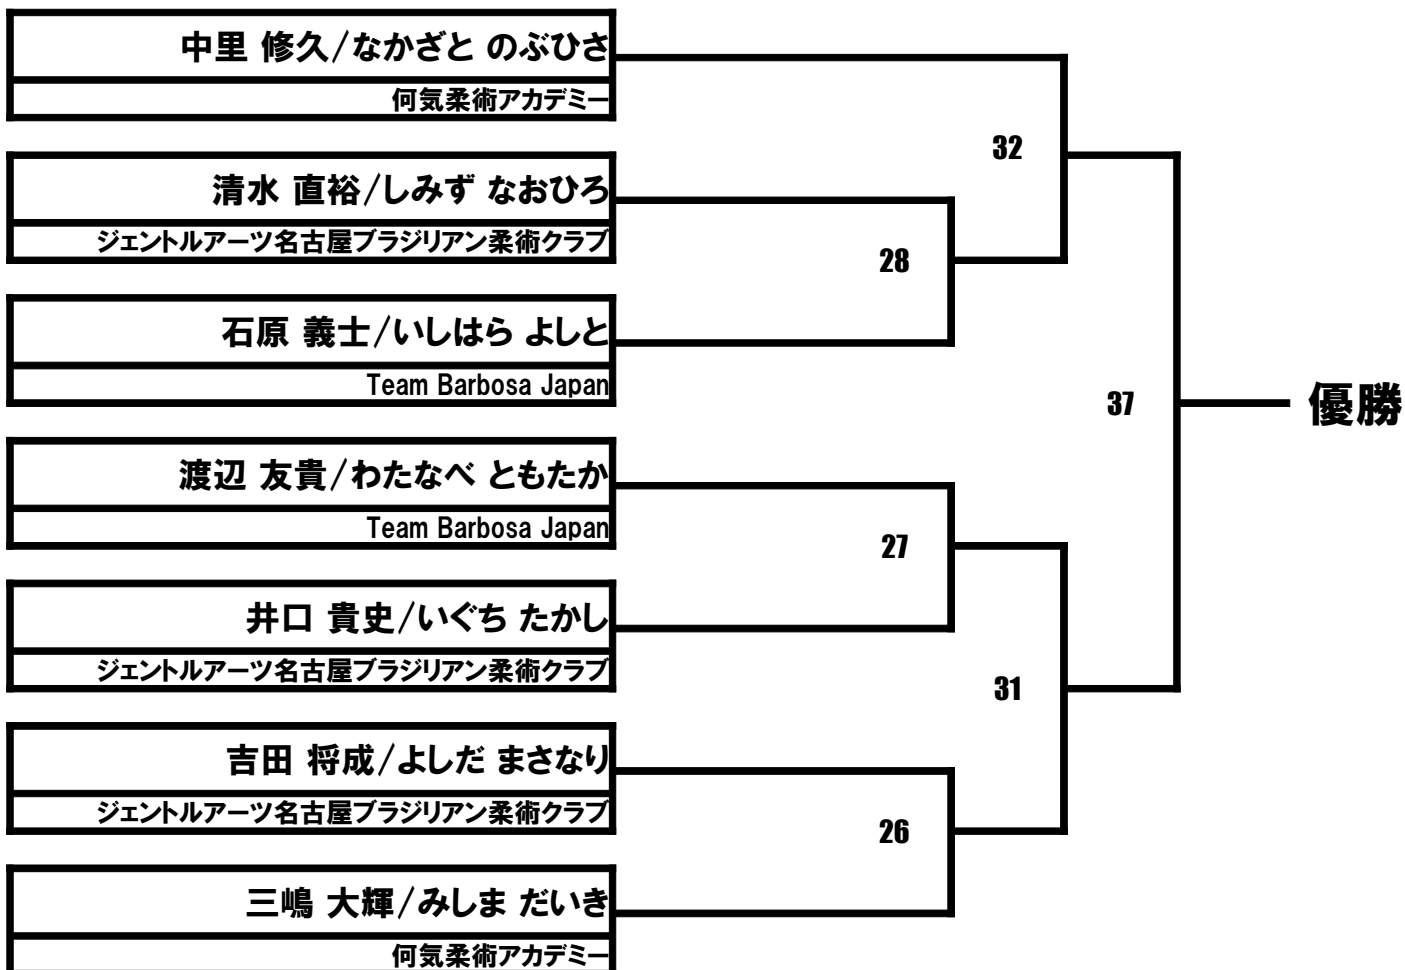 中里 修久/なかざと のぶひさ
何気柔術アカデミー
32
清水 直裕/しみず なおひろ
ジェントルアーツ名古屋ブラジリアン柔術クラブ
28
石原 義士/いしはら よしと
Team Barbosa Japan
37
優勝
渡辺 友貴/わたなべ ともたか
Team Barbosa Japan
27
井口 貴史/いぐち たかし
ジェントルアーツ名古屋ブラジリアン柔術クラブ
31
吉田 将成/よしだ まさなり
ジェントルアーツ名古屋ブラジリアン柔術クラブ
26
三嶋 大輝/みしま だいき
何気柔術アカデミー